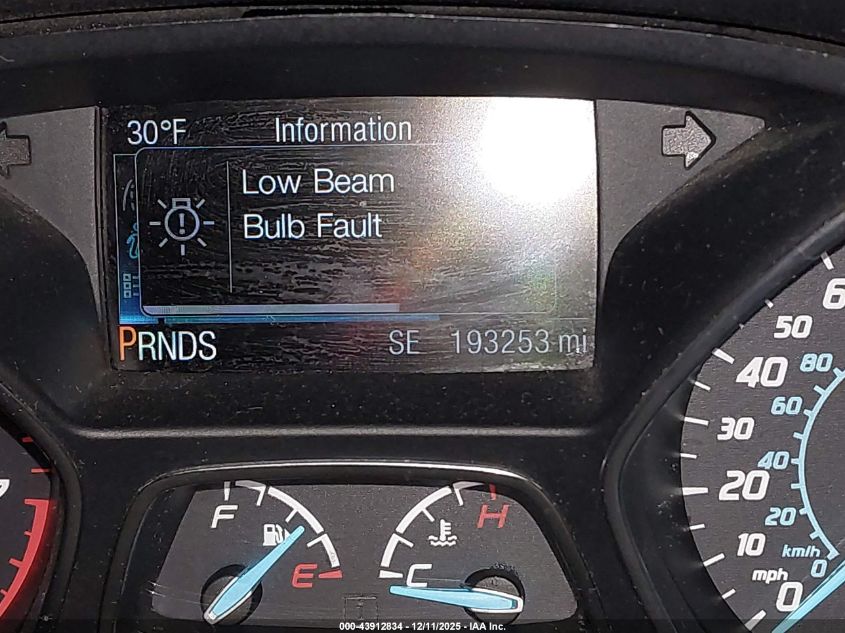 30°F Information
Low Beam
Bulb Fault
PRNDS SE 193253 mi
F
E
C
H
50
40
30
20
10
0
mph
80
60
40
20
0
km/h
000-43912834 - 12/11/2025 - IAA Inc.